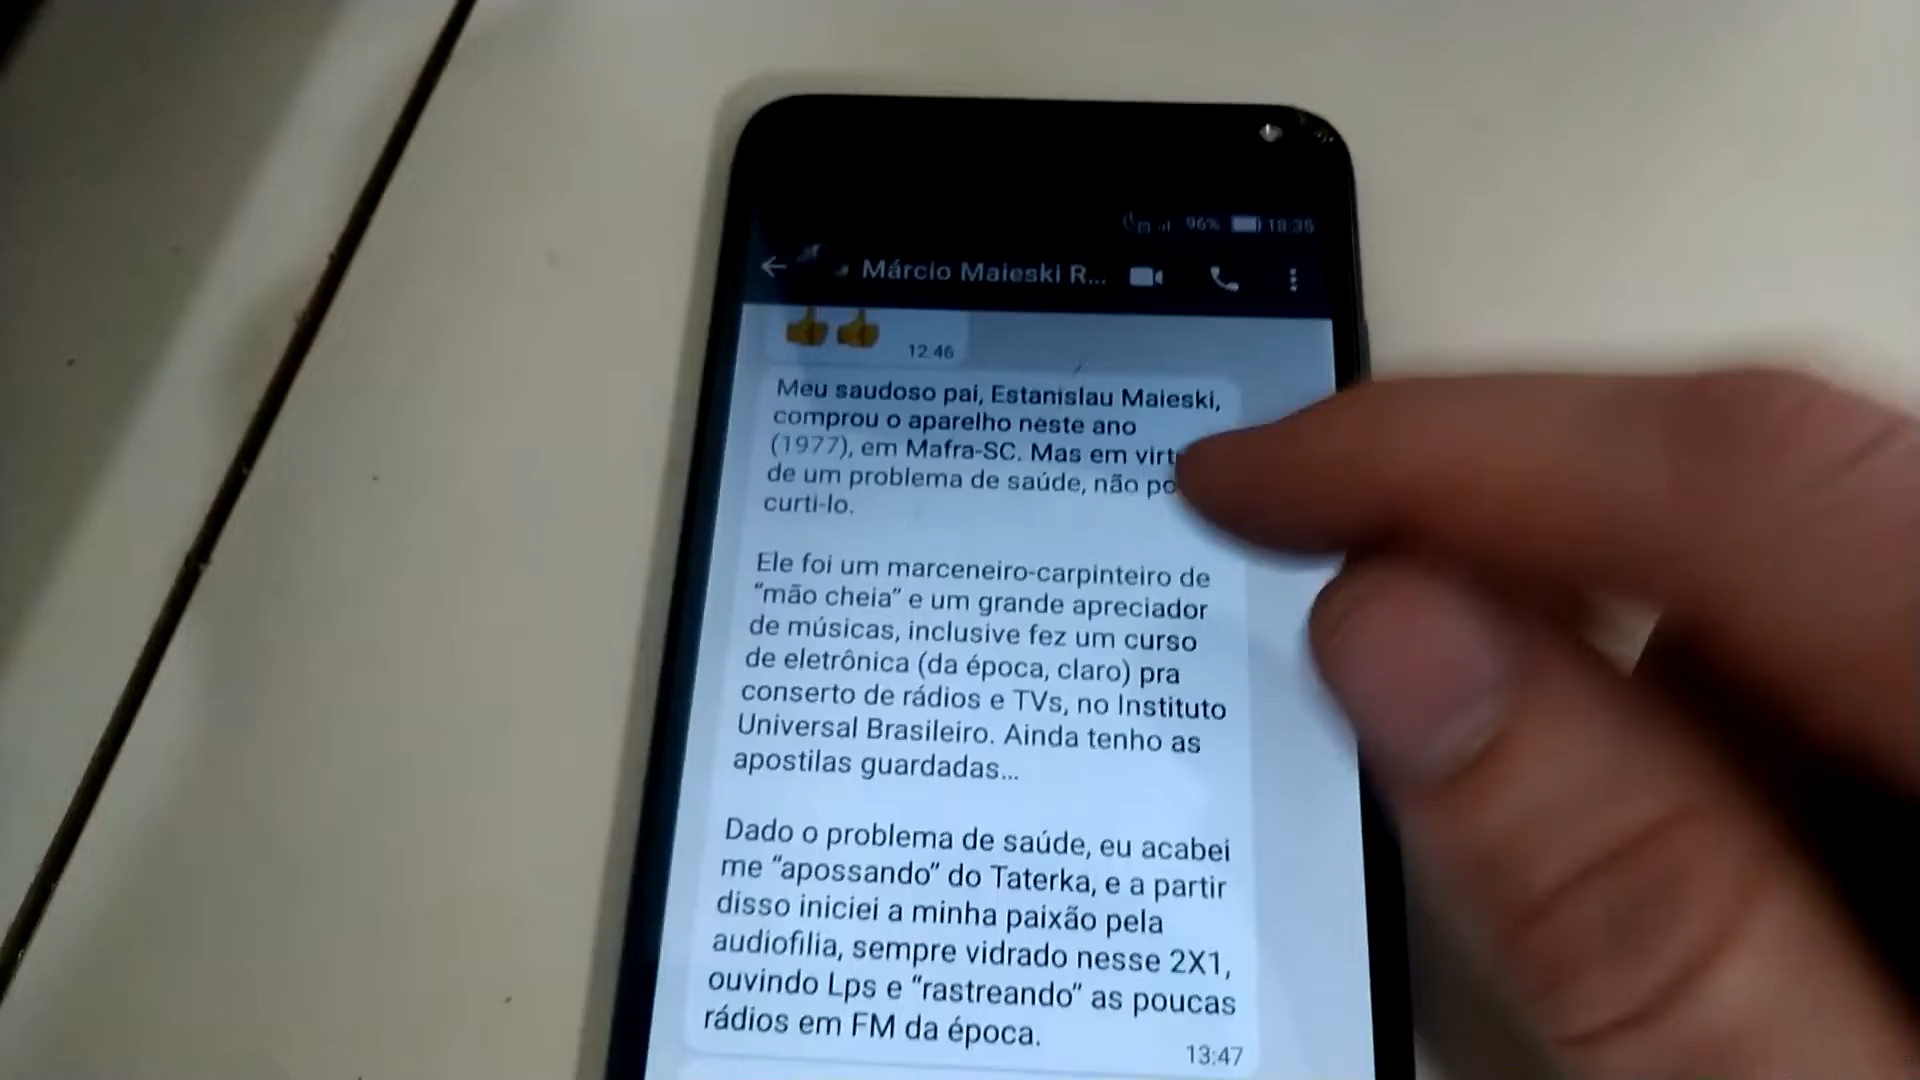 96% 18:35
Márcio Maieski R...
12:46
Meu saudoso pai, Estanislau Maieski,
comprou o aparelho neste ano
(1977), em Mafra-SC. Mas em
de um problema de saúde, não
curti-lo.
Ele foi um marceneiro-carpinteiro de
“mão cheia” e um grande apreciador
de músicas, inclusive fez um curso
de eletrônica (da época, claro) pra
conserto de rádios e TVs, no Instituto
Universal Brasileiro. Ainda tenho as
apostilas guardadas...
Dado o problema de saúde, eu acabei
me “apossando” do Taterka, e a partir
disso iniciei a minha paixão pela
audiofilia, sempre vidrado nesse 2X1,
ouvindo Lps e “rastreando” as poucas
rádios em FM da época.
13:47